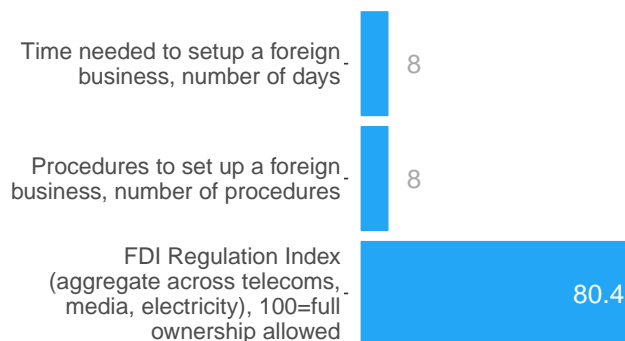 Time needed to setup a foreign
business, number of days
8
Procedures to set up a foreign
business, number of procedures
8
FDI Regulation Index
(aggregate across telecoms,
media, electricity), 100=full
ownership allowed
80.4